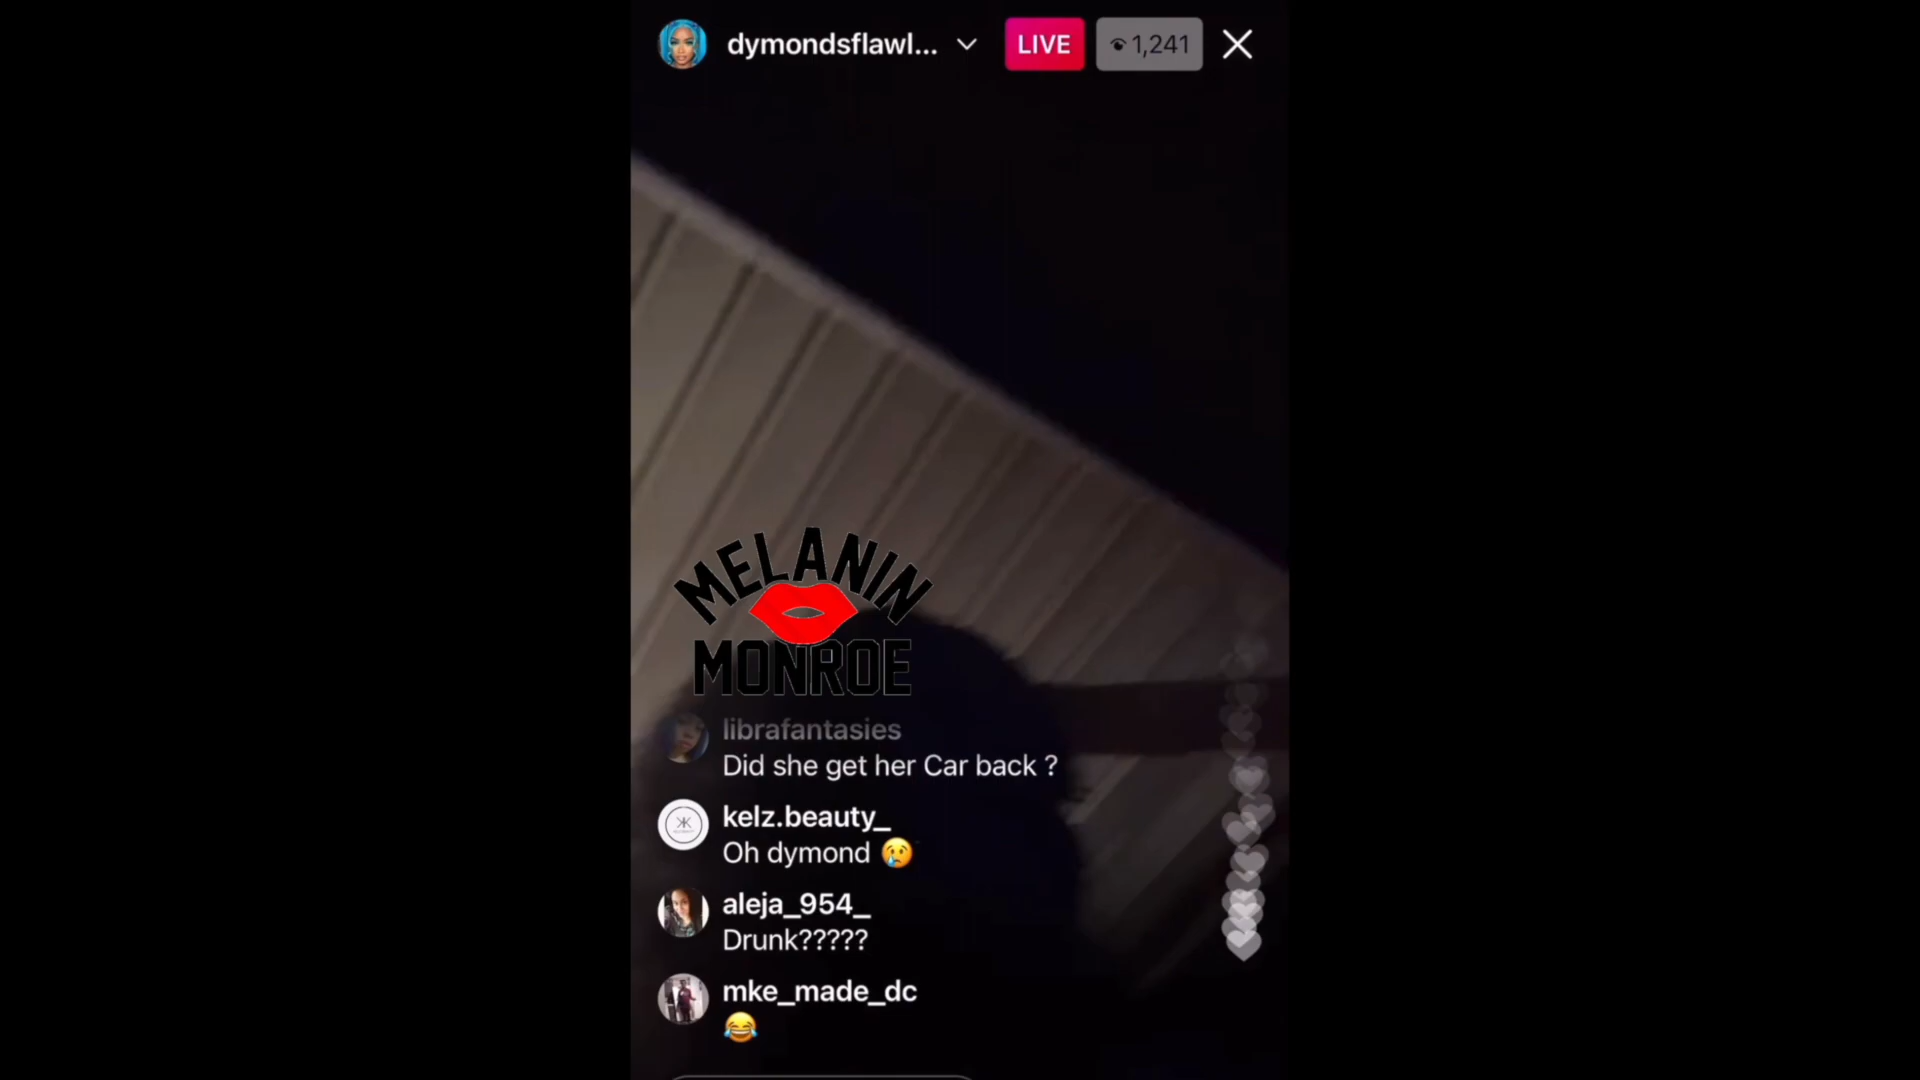 dymondsflawl...
LIVE
1,241
MELANIN
MONROE
librafantasies
Did she get her Car back ?
kelz.beauty_
Oh dymond 😢
aleja_954_
Drunk?????
mke_made_dc
😂